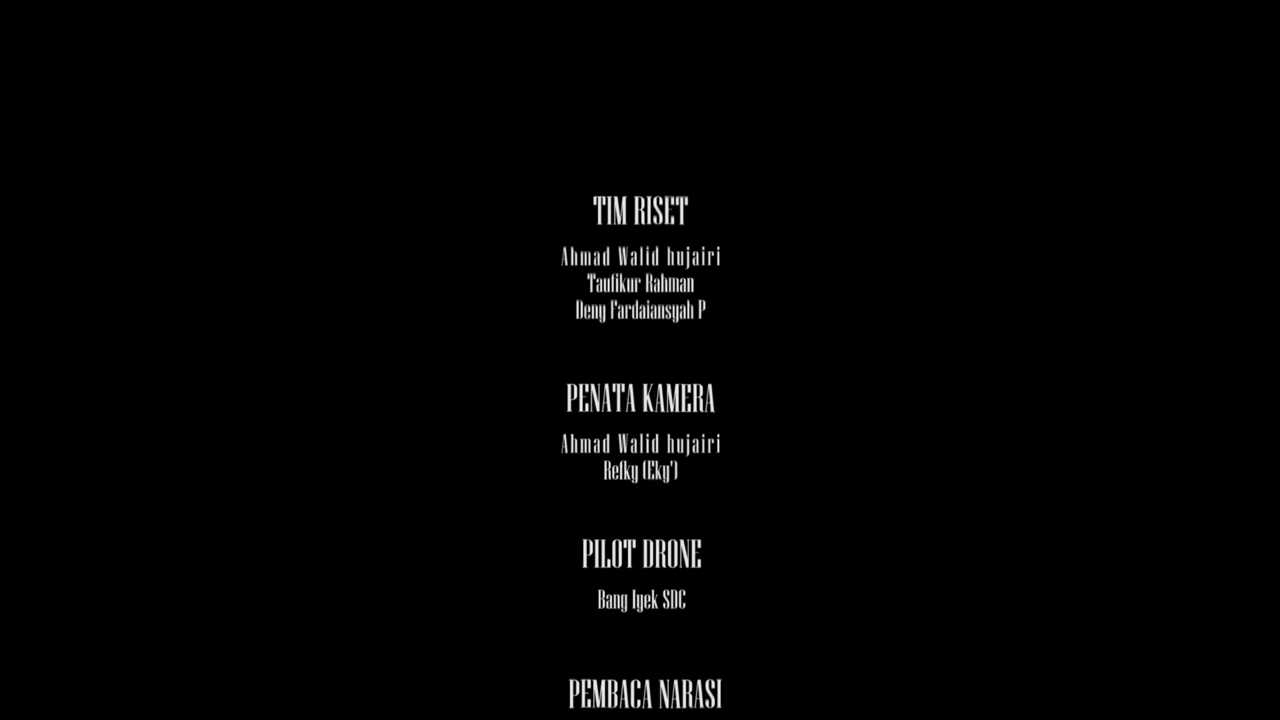 TIM RISET
Ahmad Walid hujairi
Taufikur Rahman
Deny Fardaiansyah P
PENATA KAMERA
Ahmad Walid hujairi
Refky (Eky')
PILOT DRONE
Bang Iyek SDC
PEMBACA NARASI